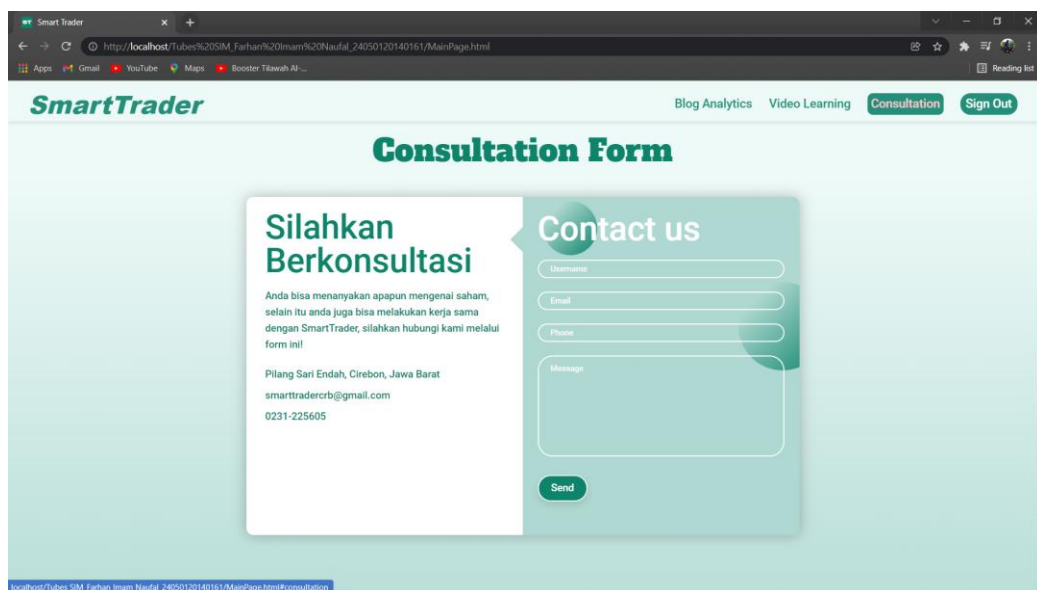 Smart Trader
http://localhost/Tubes%20SIM_Farhan%20Imam%20Naufal_24050120140161/MainPage.html
Apps Gmail YouTube Maps Booster Tilawah Al-... Reading list
SmartTrader
Blog Analytics Video Learning Consultation Sign Out
Consultation Form
Silahkan
Berkonsultasi
Anda bisa menanyakan apapun mengenai saham,
selain itu anda juga bisa melakukan kerja sama
dengan SmartTrader, silahkan hubungi kami melalui
form ini!
Pilang Sari Endah, Cirebon, Jawa Barat
smarttradercrb@gmail.com
0231-225605
Contact us
Username
Email
Phone
Message
Send
localhost/Tubes SIM_Farhan Imam Naufal_24050120140161/MainPage.html#consultation